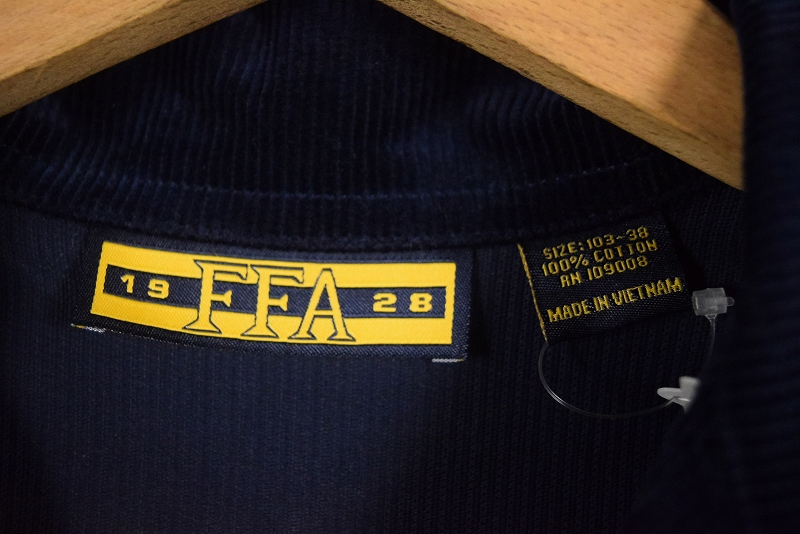 19 FFA 28
SIZE: 103-38
100% COTTON
RN 109008
MADE IN VIETNAM